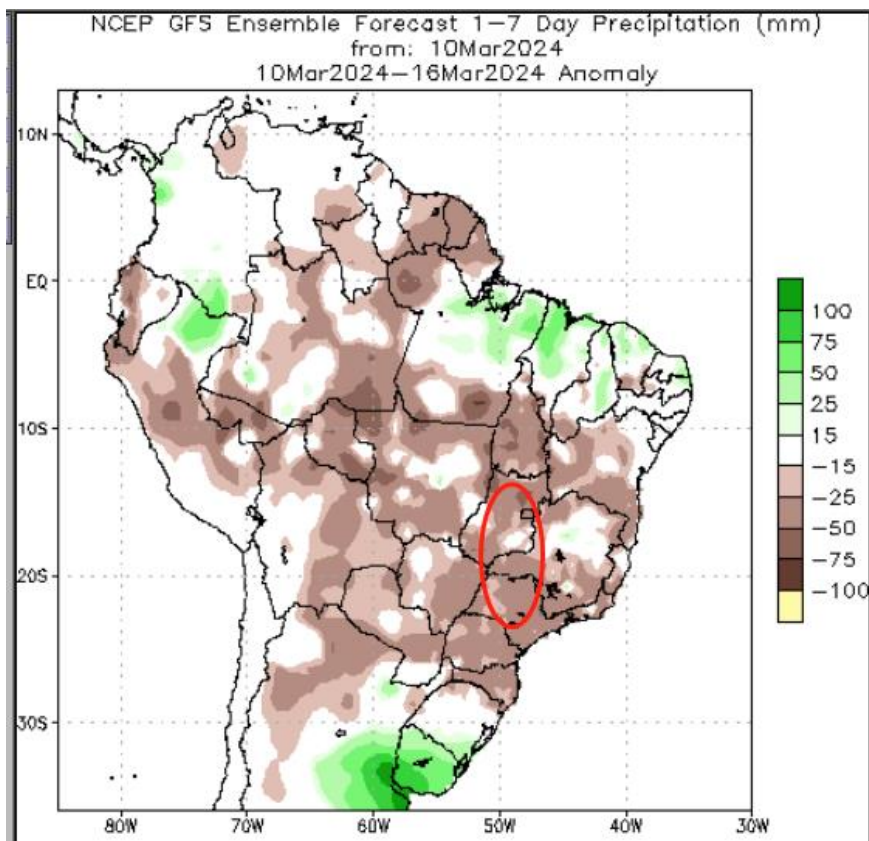 NCEP GFS Ensemble Forecast 1–7 Day Precipitation (mm)
from: 10Mar2024
10Mar2024–16Mar2024 Anomaly
10N
EQ
10S
20S
30S
80W
70W
60W
50W
40W
30W
100
75
50
25
15
−15
−25
−50
−75
−100